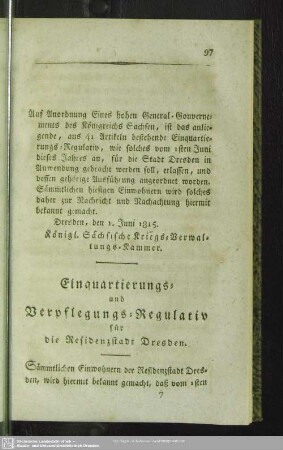 97
Auf Anordnung Eines hohen General-Gouverne-
ments des Königreichs Sachsen, ist das anlie-
gende, aus 41 Artikeln bestehende Einquartie-
rungs-Regulativ, wie solches vom 1sten Juni
dieses Jahres an, für die Stadt Dresden in
Anwendung gebracht werden soll, erlassen, und
dessen gehörige Ausführung angeordnet worden.
Sämmtlichen hiesigen Einwohnern wird solches
daher zur Nachricht und Nachachtung hiermit
bekannt gemacht.
Dresden, den 1. Juni 1815.
Königl. Sächsische Kriegs-Verwal-
tungs-Kammer.
Einquartierungs-
und
Verpflegungs-Regulativ
für
die Residenzstadt Dresden.
Sämmtlichen Einwohnern der Residenzstadt Dres-
den, wird hiermit bekannt gemacht, daß vom 1sten
7